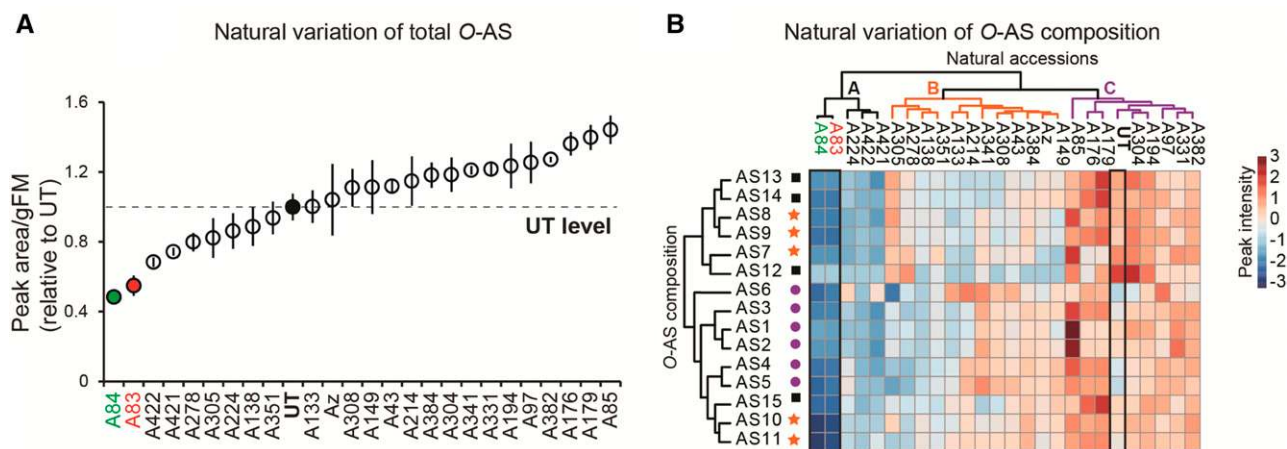 A
Natural variation of total O-AS
Peak area/gFM
(relative to UT)
1.6
1.2
0.8
0.4
0
UT level
A84
A83
A422
A421
A278
A305
A224
A138
A351
UT
A133
Az
A308
A149
A43
A214
A384
A304
A341
A331
A194
A97
A382
A176
A179
A85
B
Natural variation of O-AS composition
Natural accessions
A
B
C
A84
A83
A224
A422
A421
A305
A278
A138
A351
A133
A214
A341
A308
A43
A384
Az
A149
A85
A176
A179
UT
A304
A194
A97
A331
A382
O-AS composition
AS13
AS14
AS8
AS9
AS7
AS12
AS6
AS3
AS1
AS2
AS4
AS5
AS15
AS10
AS11
Peak intensity
3
2
1
0
-1
-2
-3